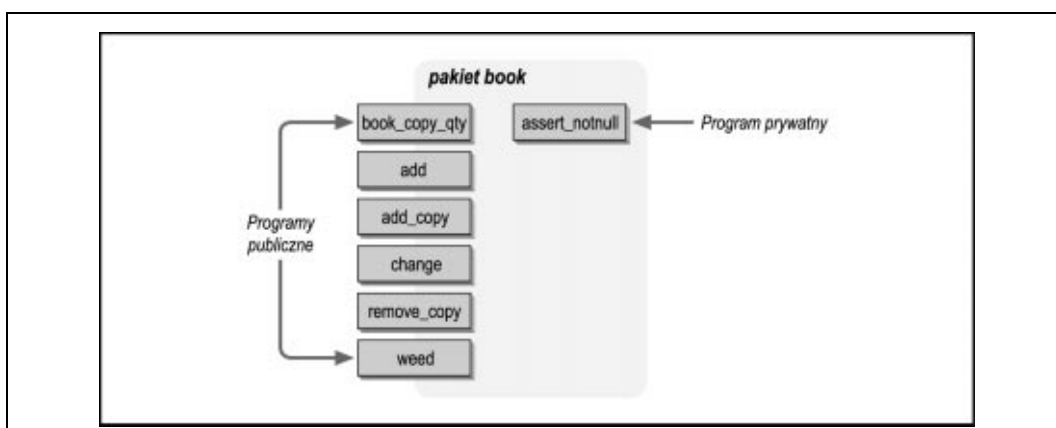 pakiet book
book_copy_qty
assert_notnull
Program prywatny
add
add_copy
Programy
publiczne
change
remove_copy
weed